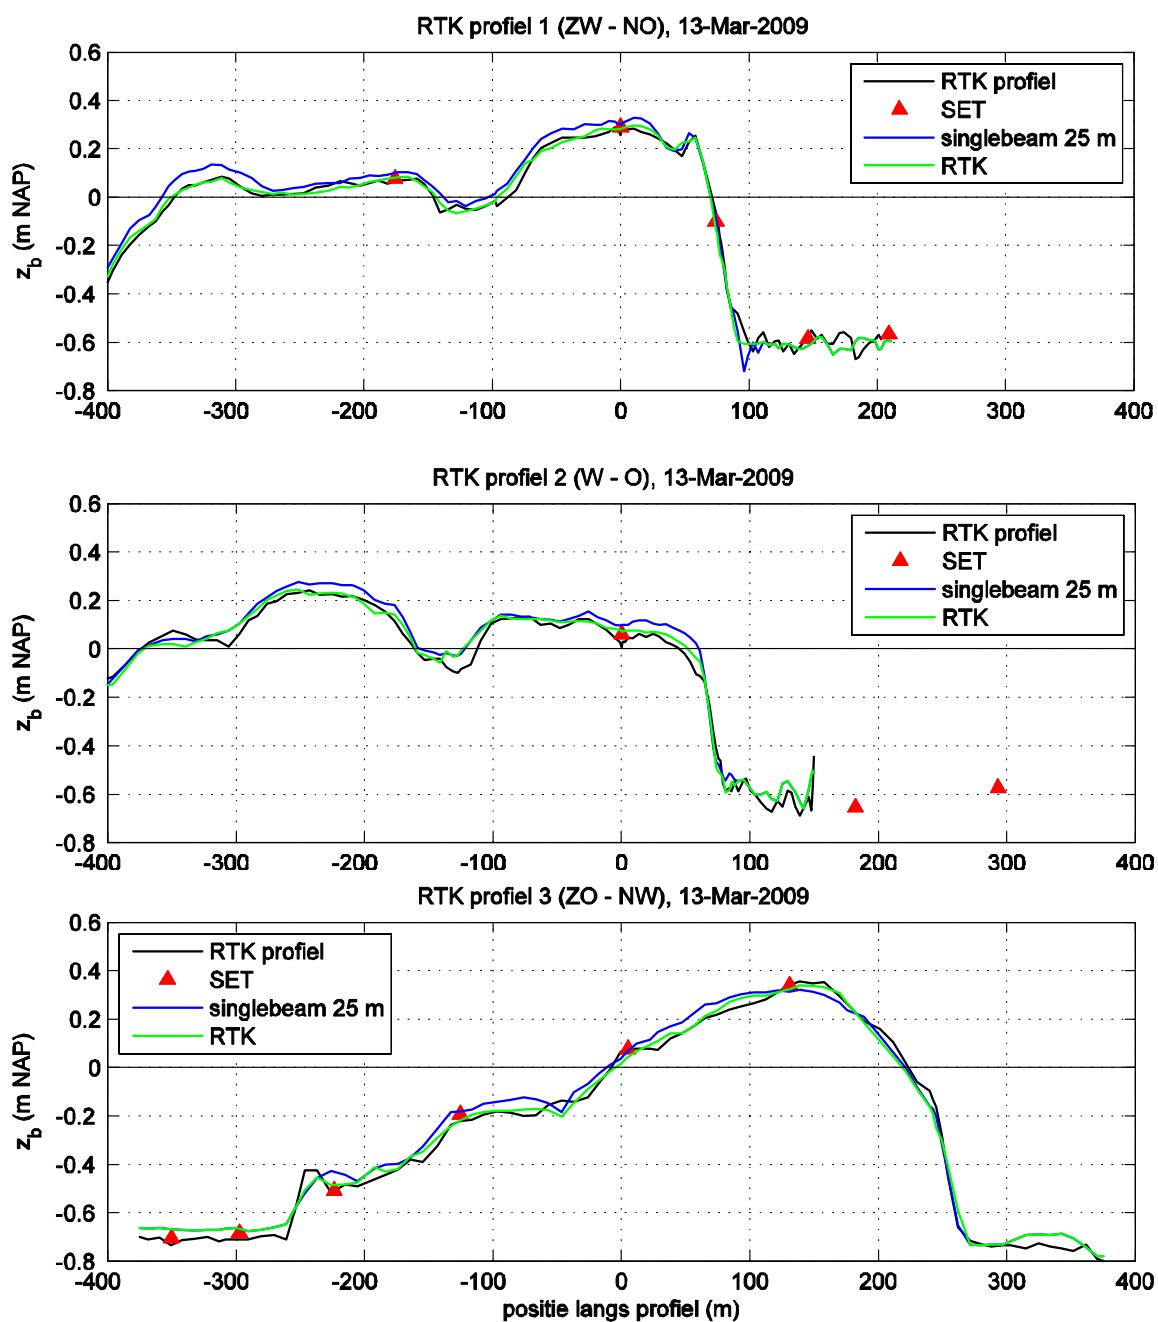 RTK profiel 1 (ZW - NO), 13-Mar-2009
0.6
0.4
0.2
0
-0.2
-0.4
-0.6
-0.8
z_b (m NAP)
RTK profiel
SET
singlebeam 25 m
RTK
-400 -300 -200 -100 0 100 200 300 400
RTK profiel 2 (W - O), 13-Mar-2009
0.6
0.4
0.2
0
-0.2
-0.4
-0.6
-0.8
z_b (m NAP)
RTK profiel
SET
singlebeam 25 m
RTK
-400 -300 -200 -100 0 100 200 300 400
RTK profiel 3 (ZO - NW), 13-Mar-2009
0.6
0.4
0.2
0
-0.2
-0.4
-0.6
-0.8
z_b (m NAP)
RTK profiel
SET
singlebeam 25 m
RTK
-400 -300 -200 -100 0 100 200 300 400
positie langs profiel (m)